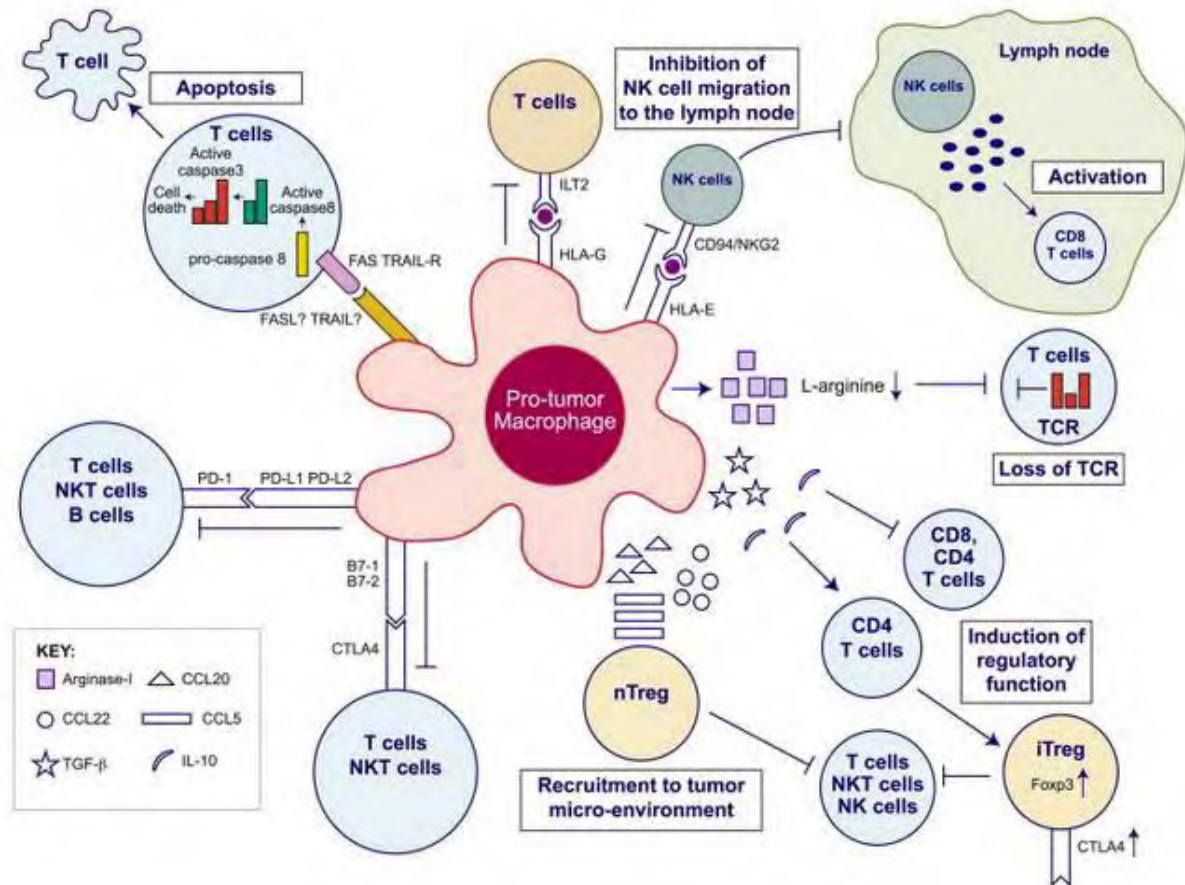 T cell
Apoptosis
T cells
Active
caspase3
Cell
death
Active
caspase8
pro-caspase 8
FAS TRAIL-R
FASL? TRAIL?
T cells
ILT2
HLA-G
Inhibition of
NK cell migration
to the lymph node
NK cells
CD94/NKG2
HLA-E
Lymph node
NK cells
Activation
CD8
T cells
Pro-tumor
Macrophage
L-arginine ↓
T cells
TCR
Loss of TCR
T cells
NKT cells
B cells
PD-1
PD-L1 PD-L2
B7-1
B7-2
CTLA4
T cells
NKT cells
CD8,
CD4
T cells
CD4
T cells
Induction of
regulatory
function
nTreg
Recruitment to tumor
micro-environment
T cells
NKT cells
NK cells
iTreg
Foxp3 ↑
CTLA4 ↑
KEY:
Arginase-I
CCL20
CCL22
CCL5
TGF-β
IL-10